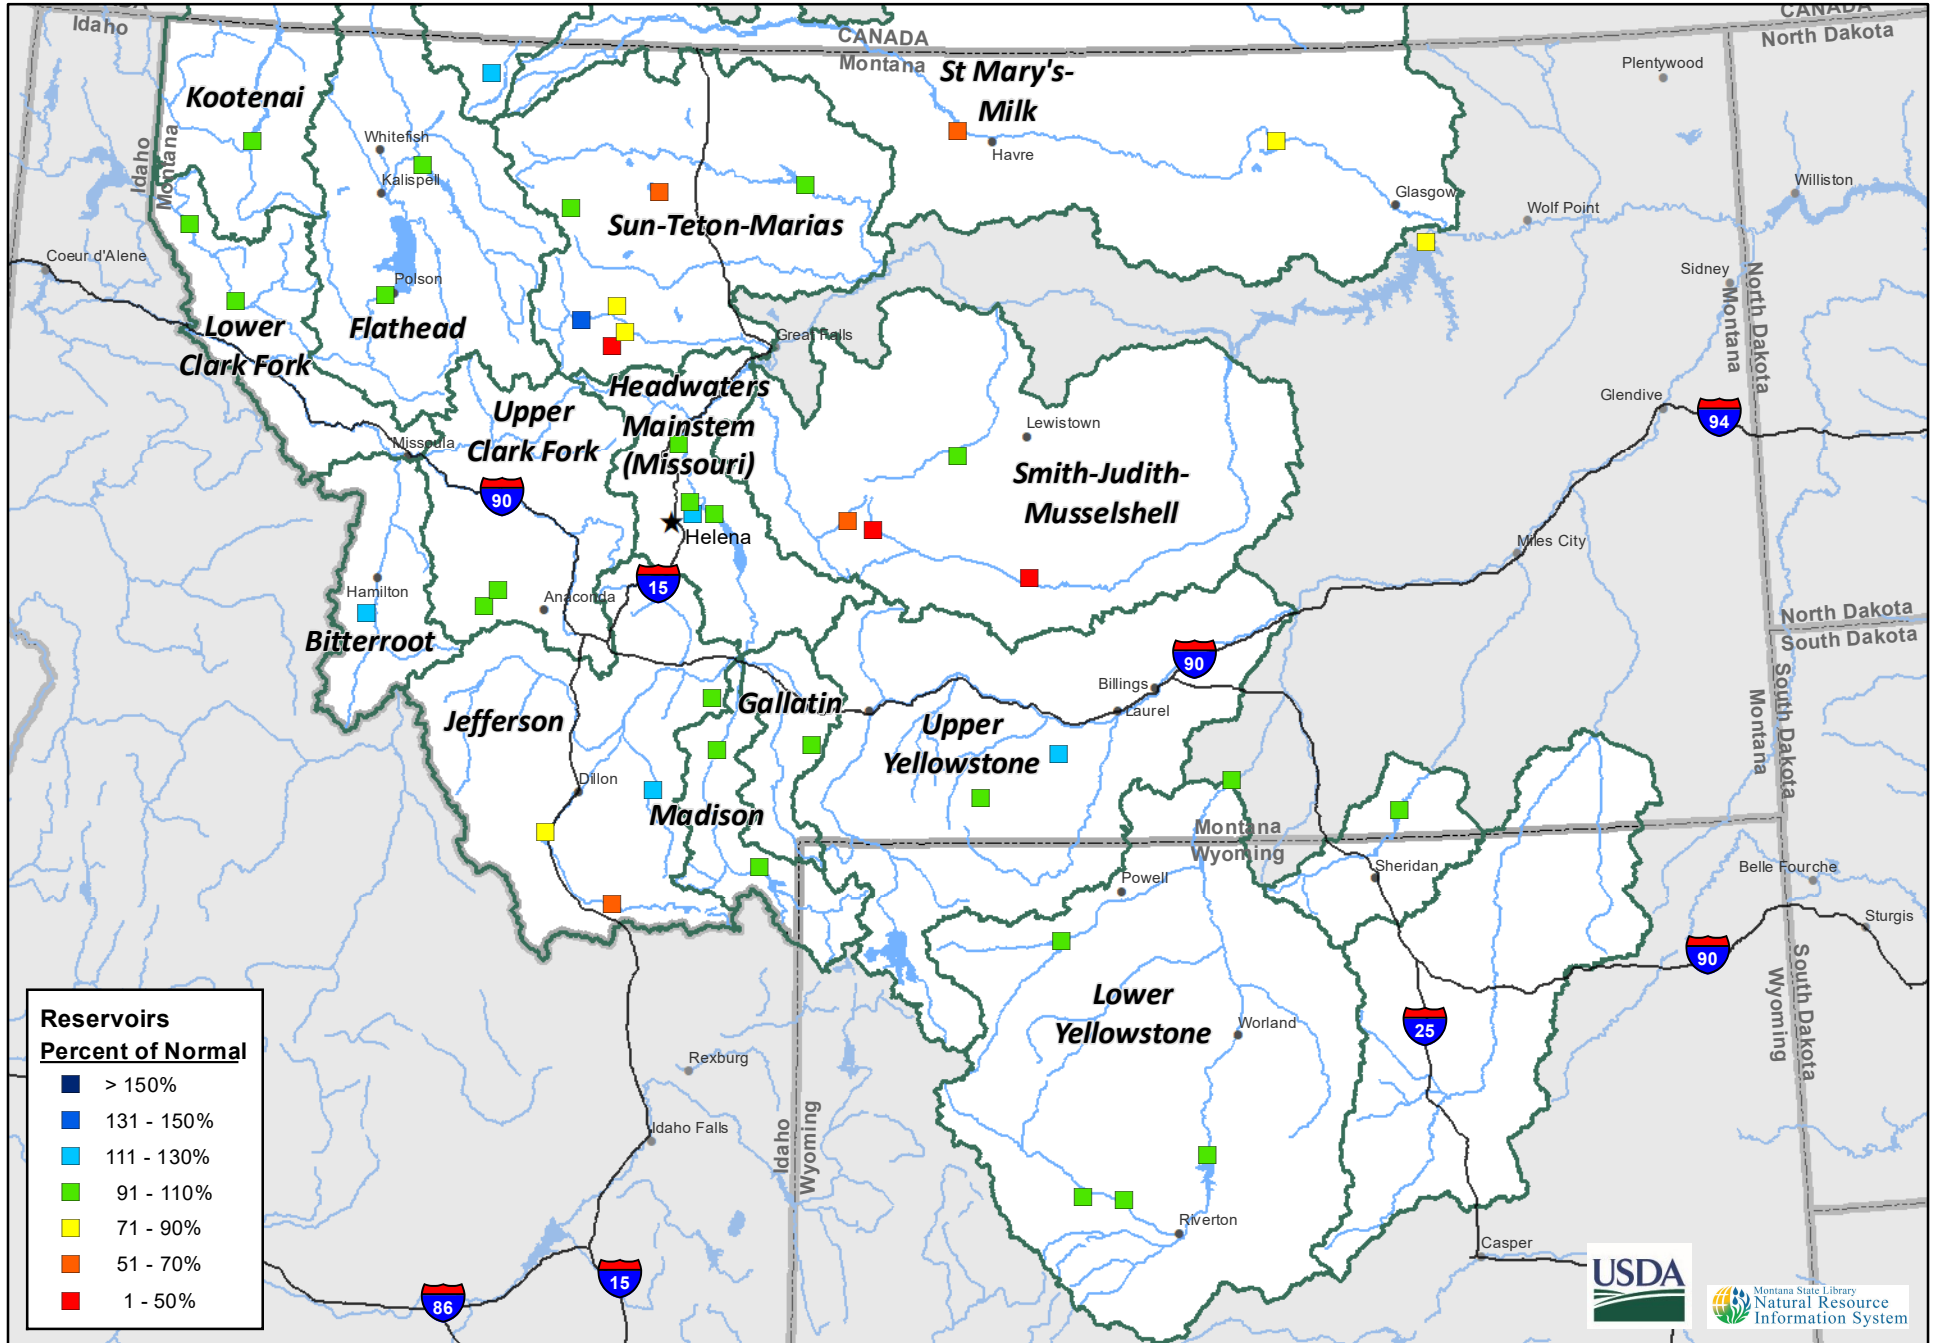 CANADA
Idaho
CANADA
Montana
CANADA
North Dakota
Kootenai
St Mary's-
Milk
Plentywood
Whitefish
Havre
Idaho
Montana
Kalispell
Glasgow
Williston
Wolf Point
Sun-Teton-Marias
Coeur d'Alene
Polson
Sidney
North Dakota
Montana
Lower
Clark Fork
Flathead
Great Falls
Headwaters
Mainstem
(Missouri)
Upper
Clark Fork
Glendive
94
Lewistown
Missoula
Smith-Judith-
Musselshell
90
Helena
Miles City
15
Hamilton
Anaconda
Bitterroot
North Dakota
South Dakota
90
Billings
Laurel
Jefferson
Gallatin
Upper
Yellowstone
South Dakota
Montana
Dillon
Madison
Montana
Wyoming
Sheridan
Powell
Belle Fourche
Sturgis
90
South Dakota
Wyoming
Lower
Yellowstone
Worland
25
Reservoirs
Percent of Normal
> 150%
131 - 150%
111 - 130%
91 - 110%
71 - 90%
51 - 70%
1 - 50%
Rexburg
Idaho Falls
Idaho
Wyoming
Riverton
Casper
15
86
USDA
Montana State Library
Natural Resource
Information System